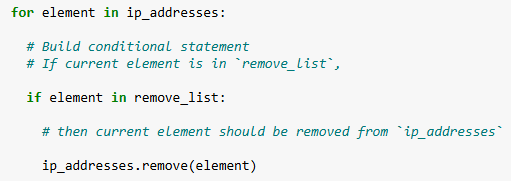 for element in ip_addresses:
# Build conditional statement
# If current element is in `remove_list`,
if element in remove_list:
# then current element should be removed from `ip_addresses`
ip_addresses.remove(element)